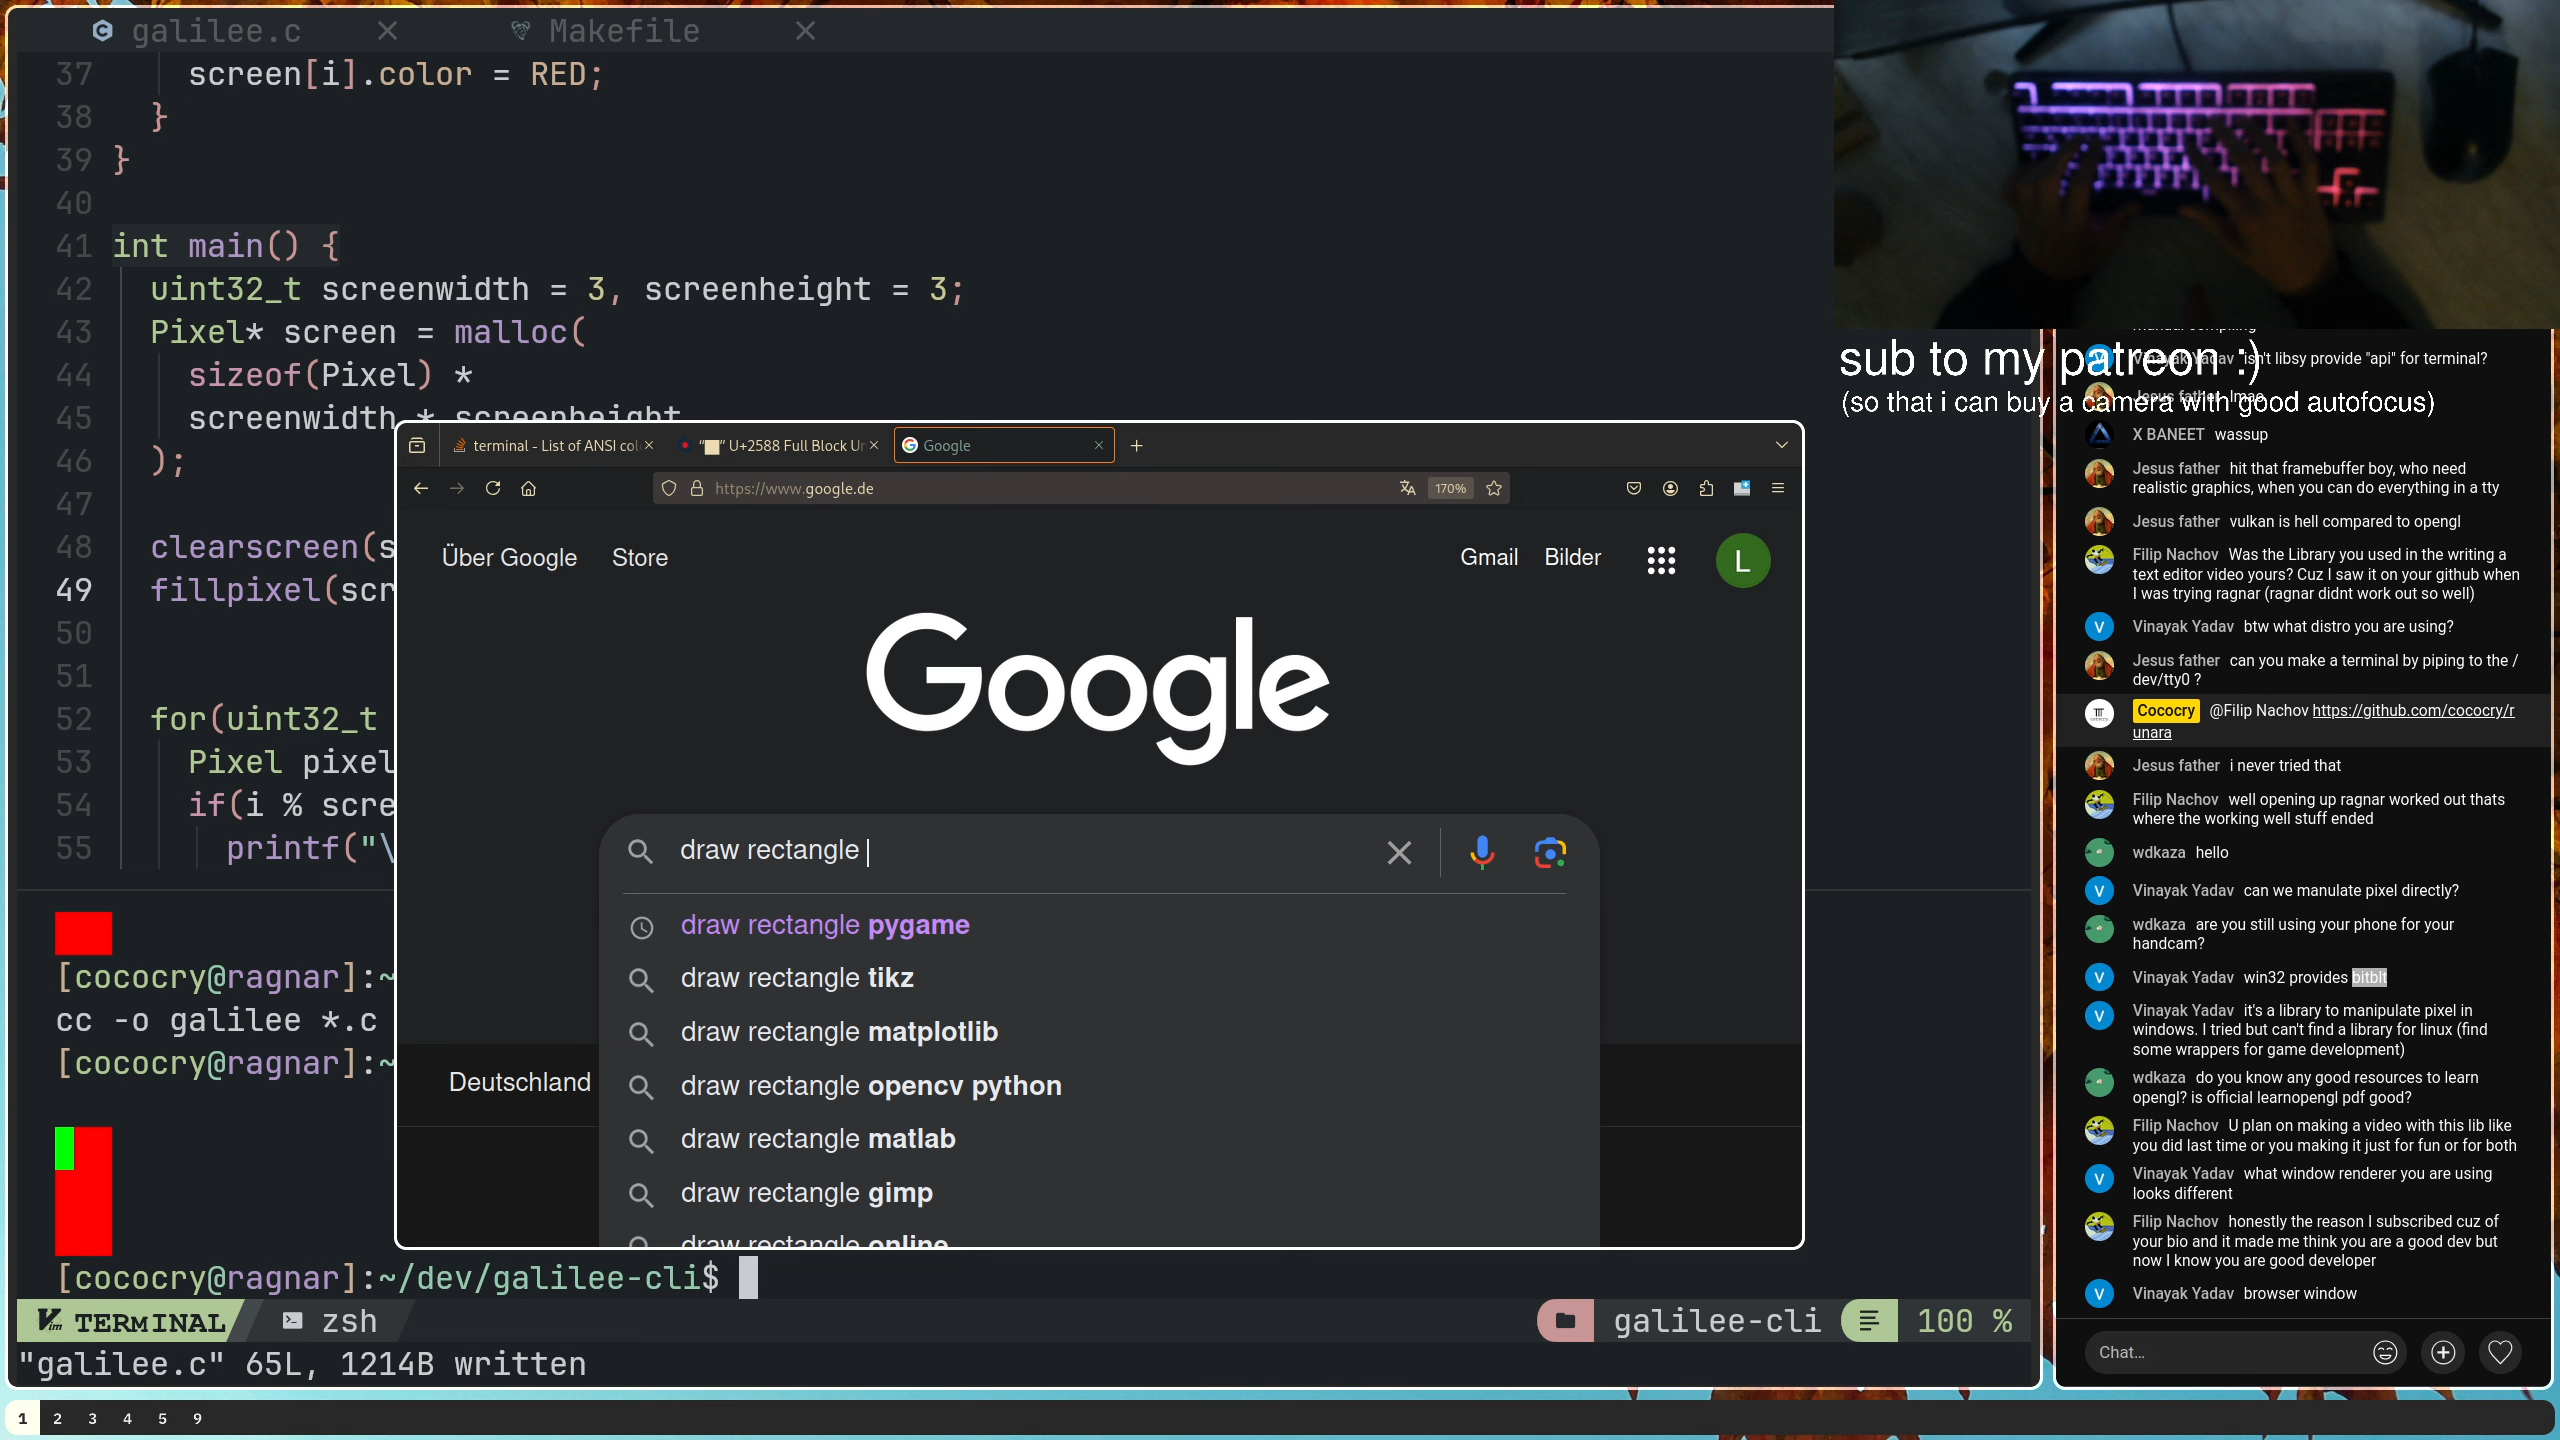 galilee.c
Makefile
37 screen[i].color = RED;
38 }
39 }
40
41 int main() {
42 uint32_t screenwidth = 3, screenheight = 3;
43 Pixel* screen = malloc(
44 sizeof(Pixel) *
45 screenwidth * screenheight
46 );
47
48 clearscreen(s
49 fillpixel(scr
50
51
52 for(uint32_t
53 Pixel pixel
54 if(i % scre
55 printf("\
[cococry@ragnar]:~
cc -o galilee *.c
[cococry@ragnar]:~
[cococry@ragnar]:~/dev/galilee-cli$
TERMINAL
zsh
galilee-cli
100 %
"galilee.c" 65L, 1214B written
1 2 3 4 5 9
terminal - List of ANSI col
"█" U+2588 Full Block Un
Google
https://www.google.de
170%
Über Google
Store
Gmail
Bilder
L
Google
draw rectangle
draw rectangle pygame
draw rectangle tikz
draw rectangle matplotlib
draw rectangle opencv python
draw rectangle matlab
draw rectangle gimp
draw rectangle online
Deutschland
sub to my patreon :)
(so that i can buy a camera with good autofocus)
Vinayak Yadav isn't libsy provide "api" for terminal?
Jesus father lmao
X BANEET wassup
Jesus father hit that framebuffer boy, who need
realistic graphics, when you can do everything in a tty
Jesus father vulkan is hell compared to opengl
Filip Nachov Was the Library you used in the writing a
text editor video yours? Cuz I saw it on your github when
I was trying ragnar (ragnar didnt work out so well)
Vinayak Yadav btw what distro you are using?
Jesus father can you make a terminal by piping to the /
dev/tty0 ?
Cococry @Filip Nachov https://github.com/cococry/r
unara
Jesus father i never tried that
Filip Nachov well opening up ragnar worked out thats
where the working well stuff ended
wdkaza hello
Vinayak Yadav can we manulate pixel directly?
wdkaza are you still using your phone for your
handcam?
Vinayak Yadav win32 provides bitblt
Vinayak Yadav it's a library to manipulate pixel in
windows. I tried but can't find a library for linux (find
some wrappers for game development)
wdkaza do you know any good resources to learn
opengl? is official learnopengl pdf good?
Filip Nachov U plan on making a video with this lib like
you did last time or you making it just for fun or for both
Vinayak Yadav what window renderer you are using
looks different
Filip Nachov honestly the reason I subscribed cuz of
your bio and it made me think you are a good dev but
now I know you are good developer
Vinayak Yadav browser window
Chat...